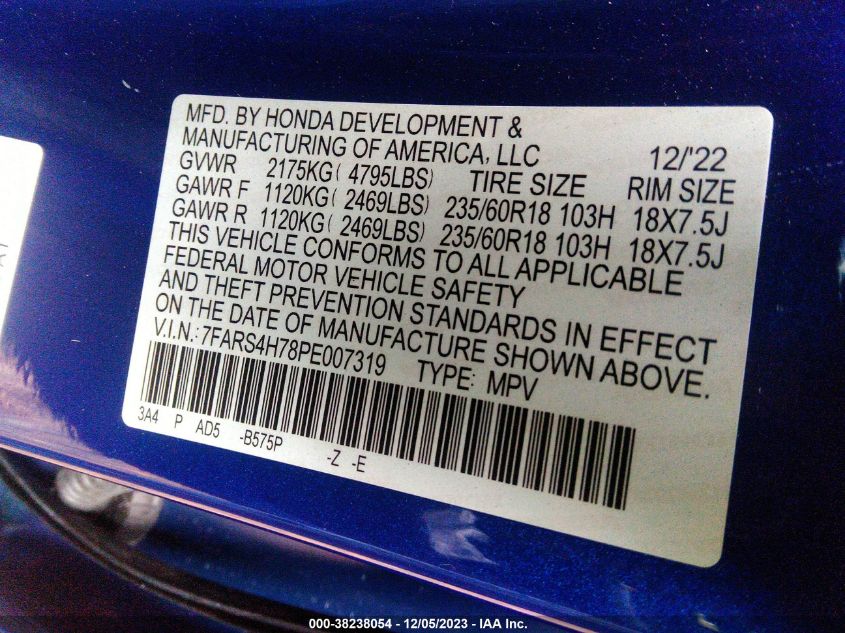 MFD. BY HONDA DEVELOPMENT &
MANUFACTURING OF AMERICA, LLC 12/'22
GVWR 2175KG( 4795LBS) TIRE SIZE RIM SIZE
GAWR F 1120KG( 2469LBS) 235/60R18 103H 18X7.5J
GAWR R 1120KG( 2469LBS) 235/60R18 103H 18X7.5J
THIS VEHICLE CONFORMS TO ALL APPLICABLE
FEDERAL MOTOR VEHICLE SAFETY
AND THEFT PREVENTION STANDARDS IN EFFECT
ON THE DATE OF MANUFACTURE SHOWN ABOVE.
V.I.N.: 7FARS4H78PE007319 TYPE: MPV
3A4 P AD5 -B575P -Z -E
000-38238054 - 12/05/2023 - IAA Inc.